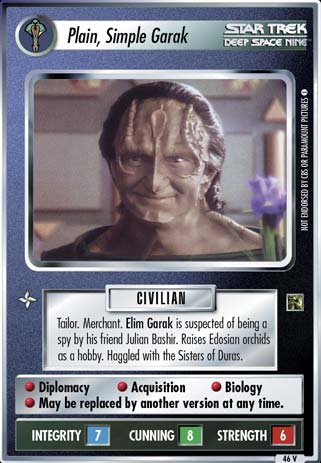 Plain, Simple Garak
STAR TREK
DEEP SPACE NINE
NOT ENDORSED BY CBS OR PARAMOUNT PICTURES
CIVILIAN
Tailor. Merchant. Elim Garak is suspected of being a
spy by his friend Julian Bashir. Raises Edosian orchids
as a hobby. Haggled with the Sisters of Duras.
Diplomacy Acquisition Biology
May be replaced by another version at any time.
INTEGRITY 7 CUNNING 8 STRENGTH 6
46 V